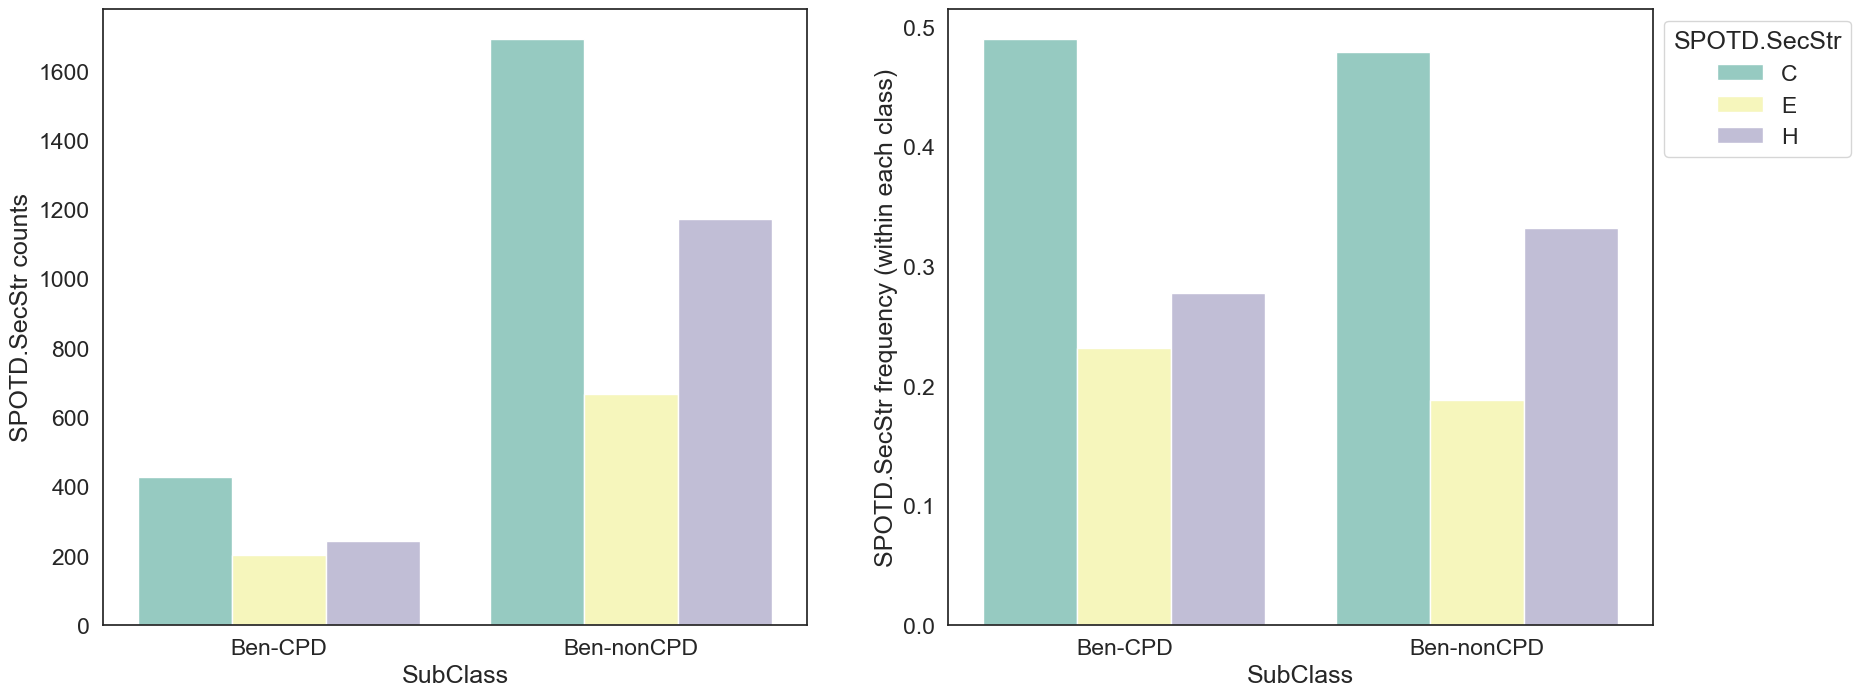 SPOTD.SecStr counts
1600
1400
1200
1000
800
600
400
200
0
Ben-CPD
Ben-nonCPD
SubClass
SPOTD.SecStr frequency (within each class)
0.5
0.4
0.3
0.2
0.1
0.0
Ben-CPD
Ben-nonCPD
SubClass
SPOTD.SecStr
C
E
H